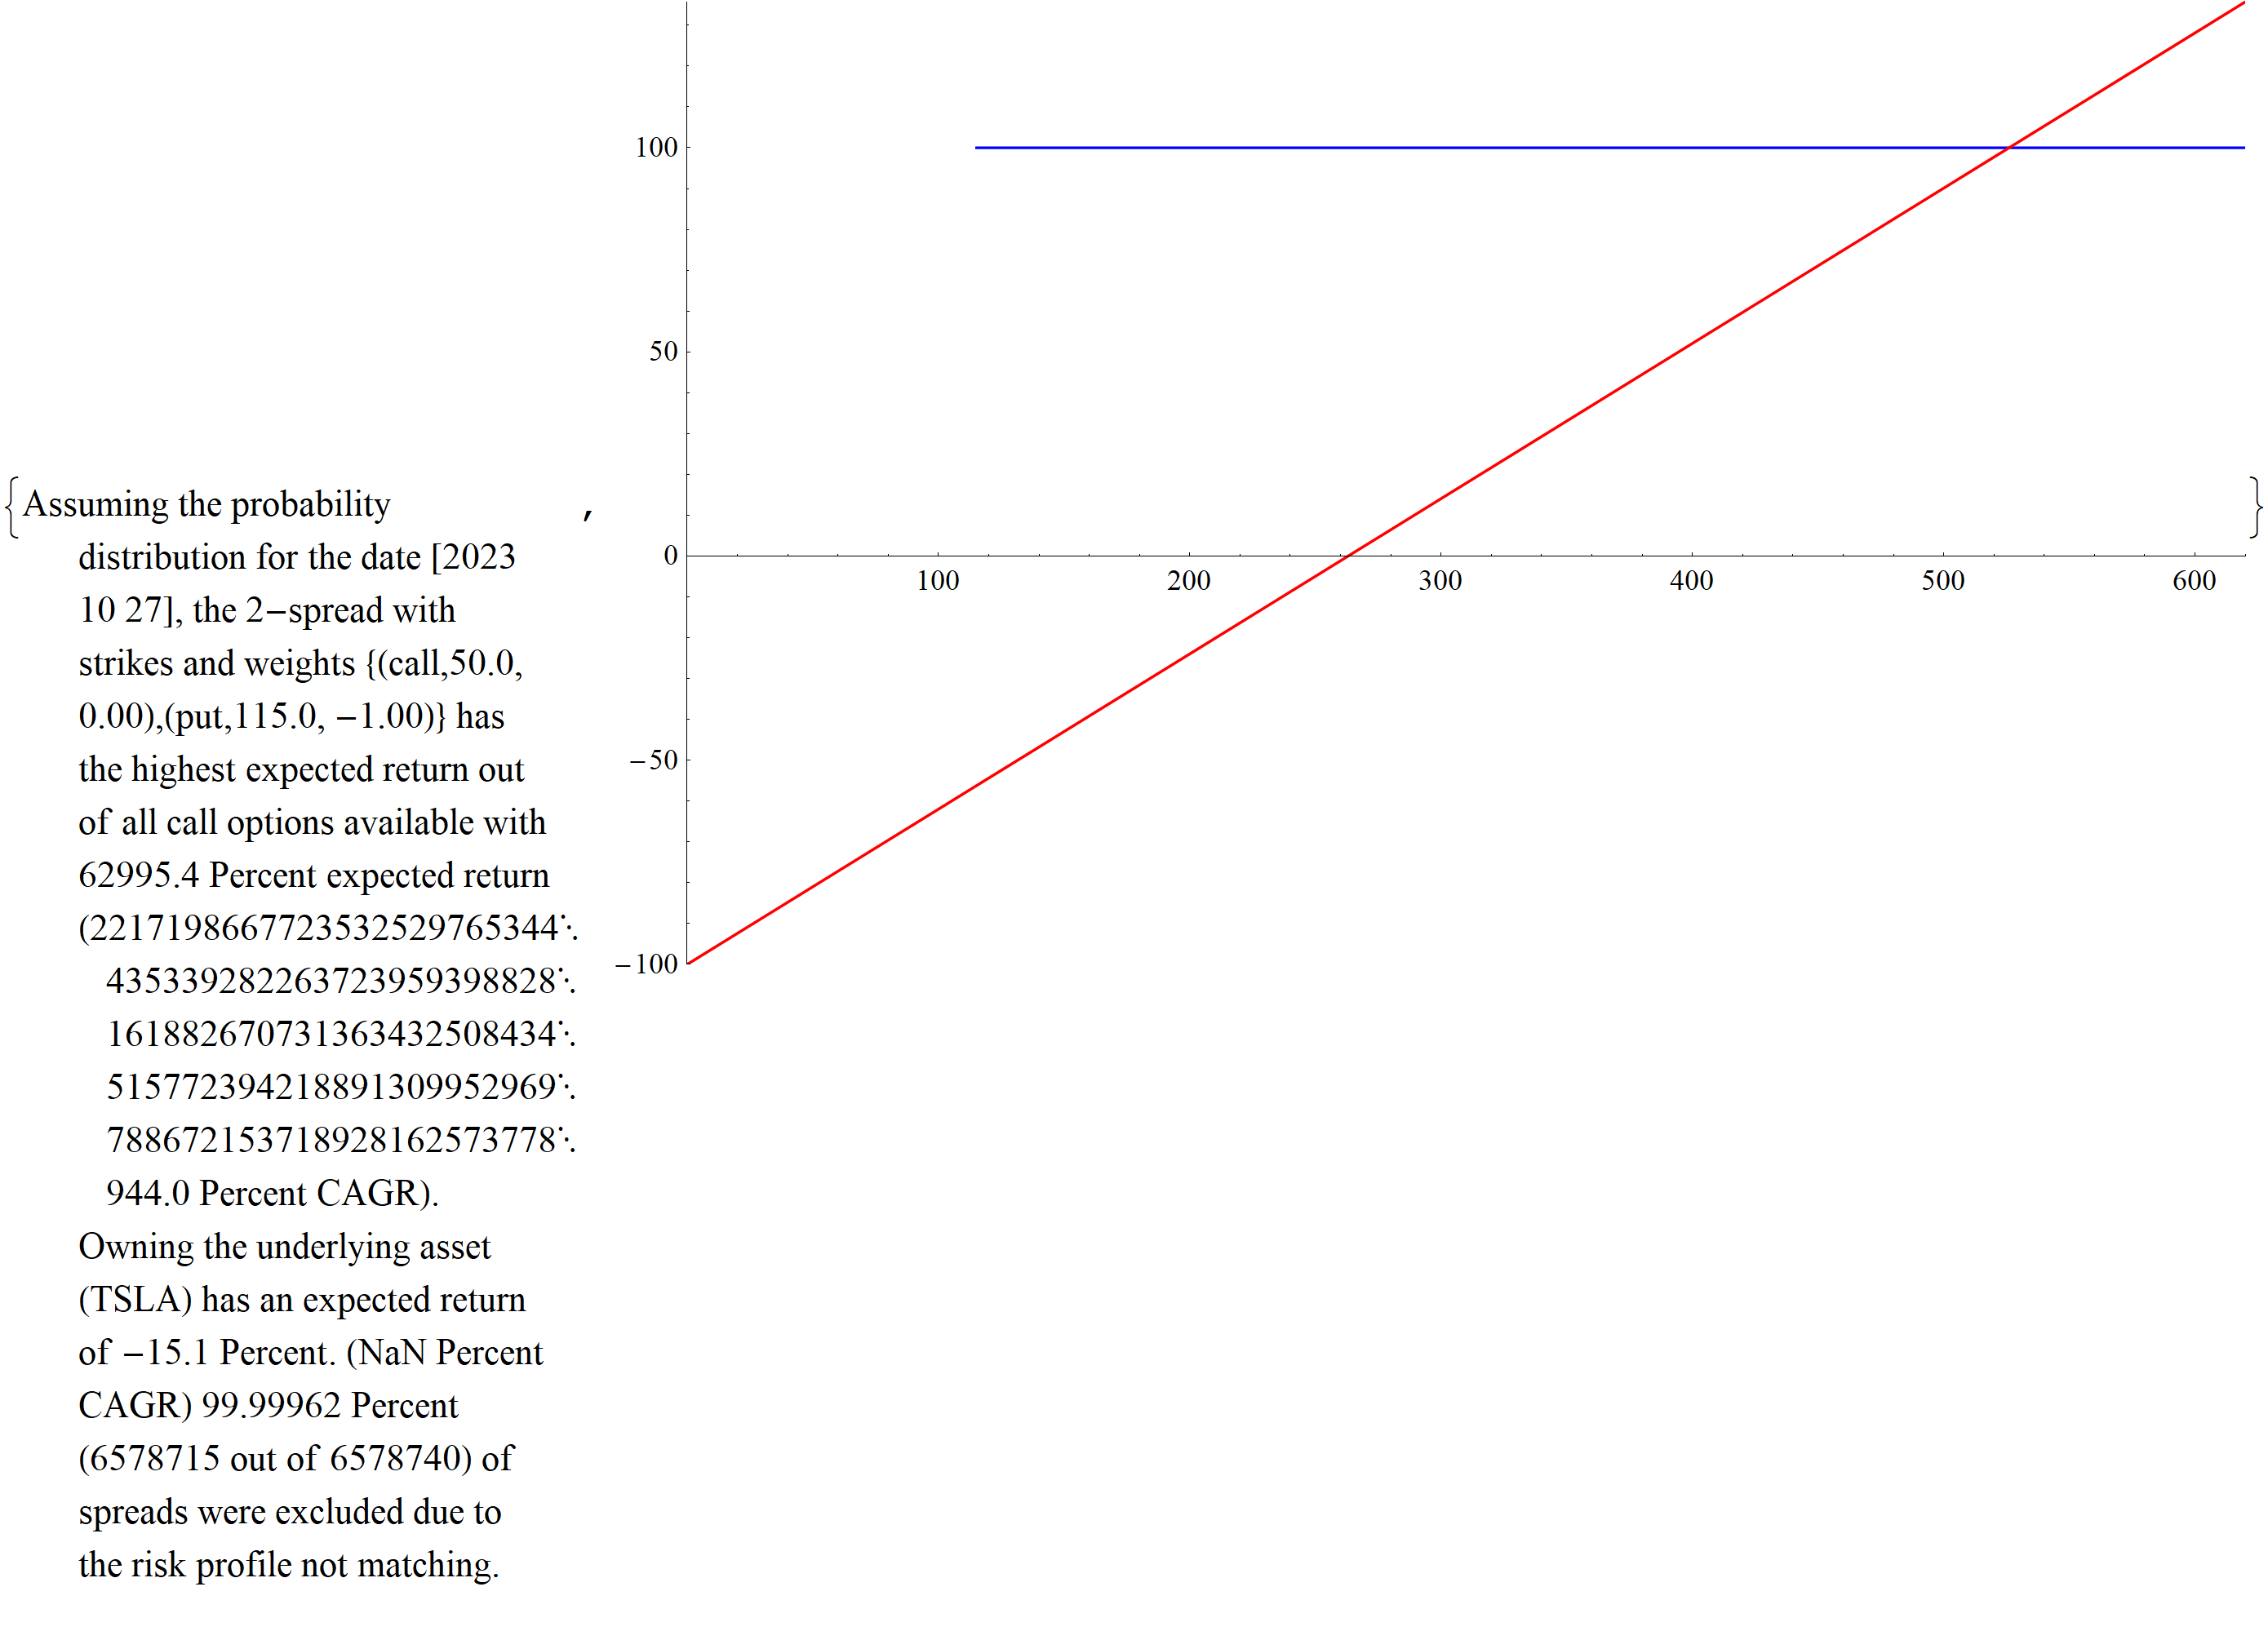 {Assuming the probability ,
distribution for the date [2023
10 27], the 2−spread with
strikes and weights {(call,50.0,
0.00),(put,115.0, −1.00)} has
the highest expected return out
of all call options available with
62995.4 Percent expected return
(2217198667723532529765344⋱
435339282263723959398828⋱
161882670731363432508434⋱
5157723942188913099529 69⋱
788672153718928162573778⋱
944.0 Percent CAGR).
Owning the underlying asset
(TSLA) has an expected return
of −15.1 Percent. (NaN Percent
CAGR) 99.99962 Percent
(6578715 out of 6578740) of
spreads were excluded due to
the risk profile not matching.
100
50
0
−50
−100
100 200 300 400 500 600
}